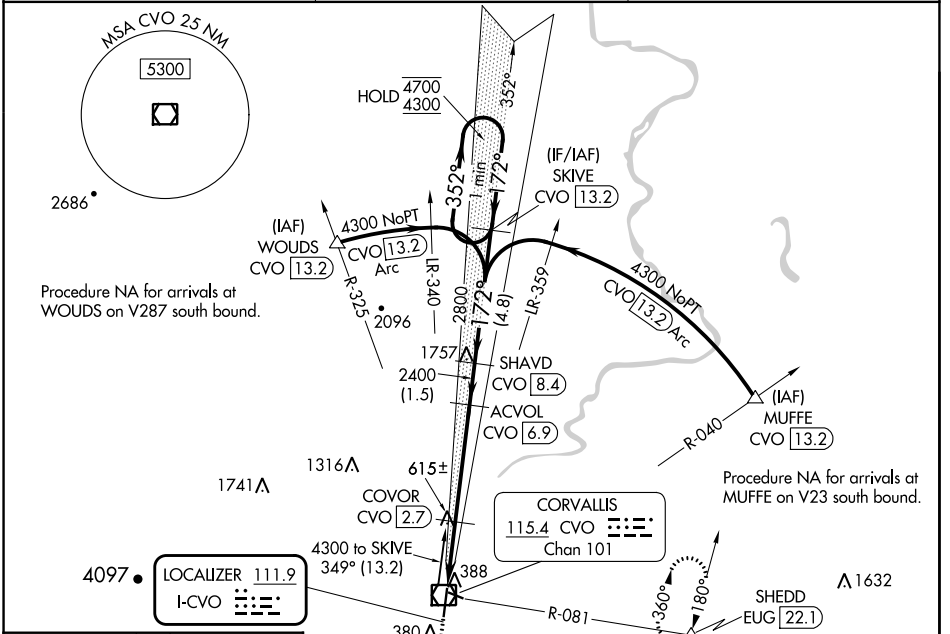 MSA CVO 25 NM
5300
2686
HOLD 4700
4300
352°
352°
1 min
172°
(IF/IAF)
SKIVE
CVO 13.2
(IAF)
WOUDS
CVO 13.2
4300 NoPT
CVO 13.2
Arc
R-325
LR-340
2800
172°
(4.8)
LR-359
4300 NoPT
CVO 13.2 Arc
Procedure NA for arrivals at
WOUDS on V287 south bound.
2096
1757
SHAVD
CVO 8.4
2400
(1.5)
ACVOL
CVO 6.9
(IAF)
MUFFE
CVO 13.2
R-040
Procedure NA for arrivals at
MUFFE on V23 south bound.
1316
1741
615±
COVOR
CVO 2.7
CORVALLIS
115.4 CVO
Chan 101
4300 to SKIVE
349° (13.2)
388
4097
LOCALIZER 111.9
I-CVO
380
R-081
360°
180°
1632
SHEDD
EUG 22.1